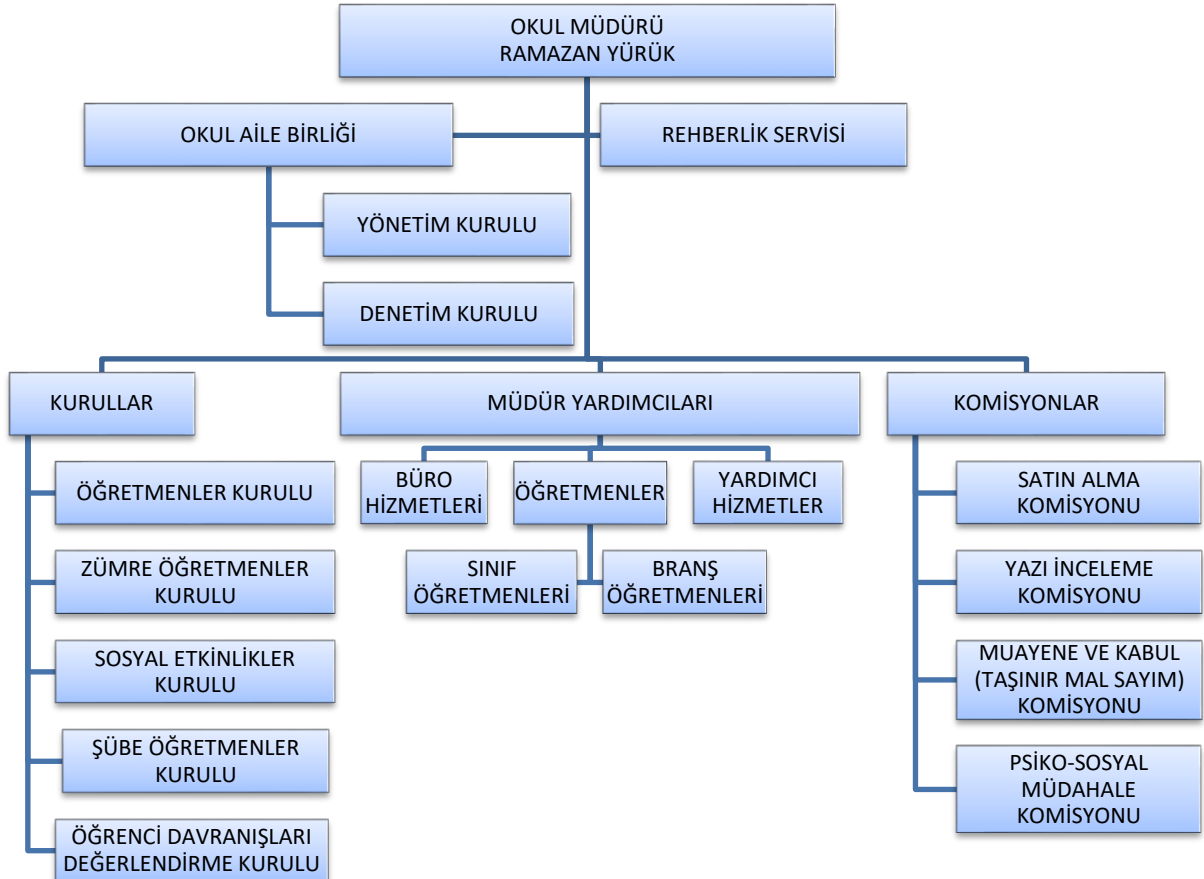 OKUL MÜDÜRÜ
RAMAZAN YÜRÜK
OKUL AİLE BİRLİĞİ
REHBERLİK SERVİSİ
YÖNETİM KURULU
DENETİM KURULU
KURULLAR
ÖĞRETMENLER KURULU
ZÜMRE ÖĞRETMENLER
KURULU
SOSYAL ETKİNLİKLER
KURULU
ŞÜBE ÖĞRETMENLER
KURULU
ÖĞRENCİ DAVRANIŞLARI
DEĞERLENDİRME KURULU
MÜDÜR YARDIMCILARI
BÜRO
HİZMETLERİ
ÖĞRETMENLER
YARDIMCI
HİZMETLER
SINIF
ÖĞRETMENLERİ
BRANŞ
ÖĞRETMENLERİ
KOMİSYONLAR
SATIN ALMA
KOMİSYONU
YAZI İNCELEME
KOMİSYONU
MUAYENE VE KABUL
(TAŞINIR MAL SAYIM)
KOMİSYONU
PSİKO-SOSYAL
MÜDAHALE
KOMİSYONU